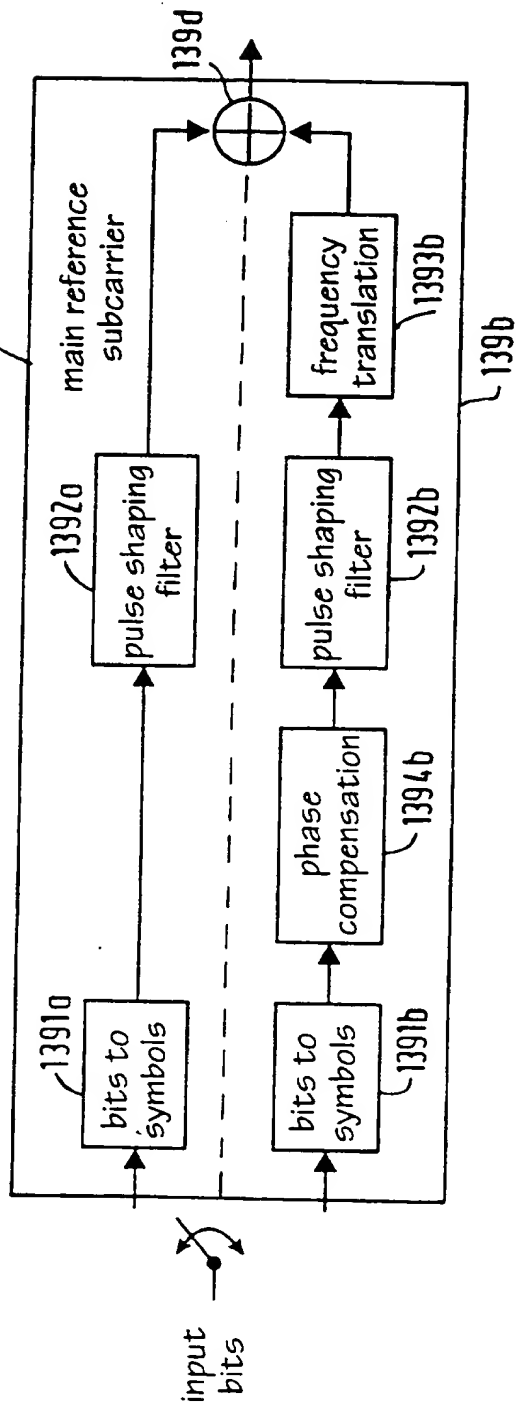 input
bits
1391a
bits to
symbols
1392a
pulse shaping
filter
main reference
subcarrier
139d
bits to
symbols
1391b
phase
compensation
1394b
pulse shaping
filter
1392b
frequency
translation
1393b
139b